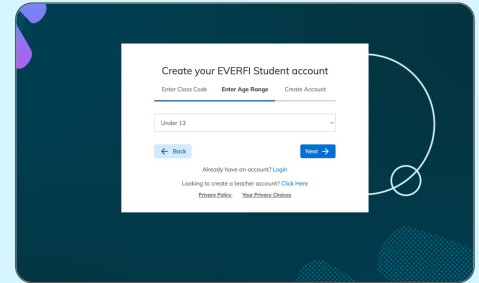 Create your EVERFI Student account
Enter Class Code Enter Age Range Create Account
Under 13
← Back Next →
Already have an account? Login
Looking to create a teacher account? Click Here
Privacy Policy Your Privacy Choices